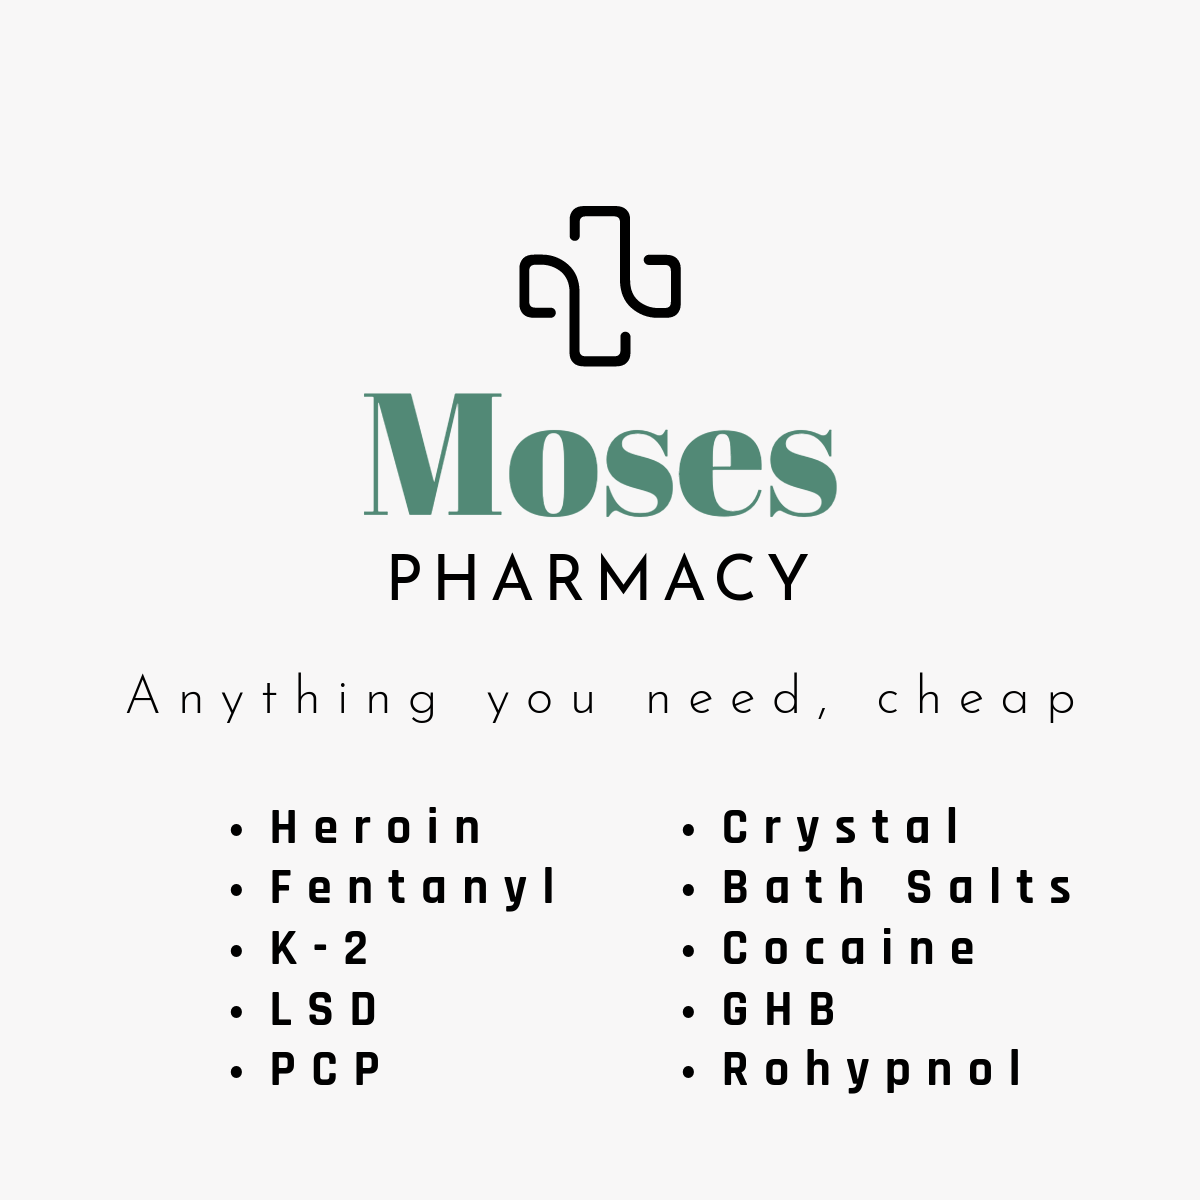 Moses
PHARMACY
Anything you need, cheap
• Heroin
• Fentanyl
• K-2
• LSD
• PCP
• Crystal
• Bath Salts
• Cocaine
• GHB
• Rohypnol